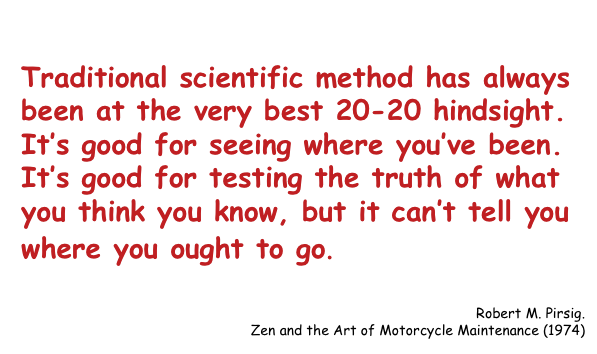 Traditional scientific method has always
been at the very best 20-20 hindsight.
It's good for seeing where you've been.
It's good for testing the truth of what
you think you know, but it can't tell you
where you ought to go.
Robert M. Pirsig.
Zen and the Art of Motorcycle Maintenance (1974)